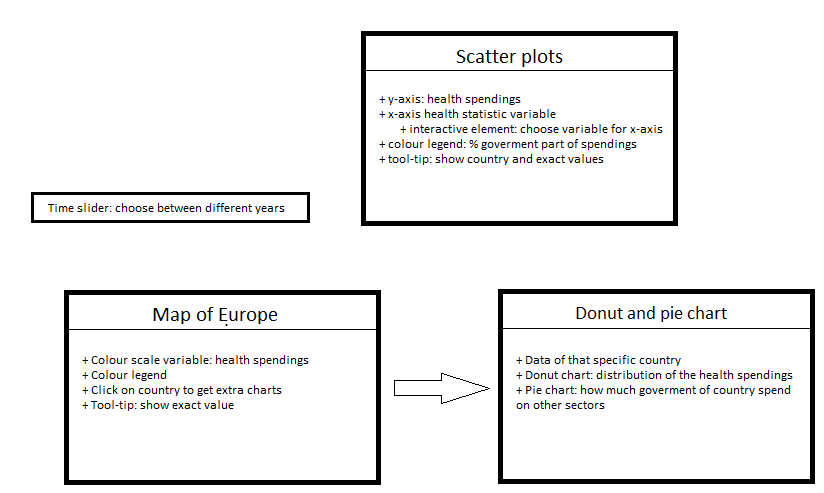 Scatter plots
+ y-axis: health spendings
+ x-axis health statistic variable
+ interactive element: choose variable for x-axis
+ colour legend: % goverment part of spendings
+ tool-tip: show country and exact values
Time slider: choose between different years
Map of Europe
+ Colour scale variable: health spendings
+ Colour legend
+ Click on country to get extra charts
+ Tool-tip: show exact value
Donut and pie chart
+ Data of that specific country
+ Donut chart: distribution of the health spendings
+ Pie chart: how much goverment of country spend
on other sectors